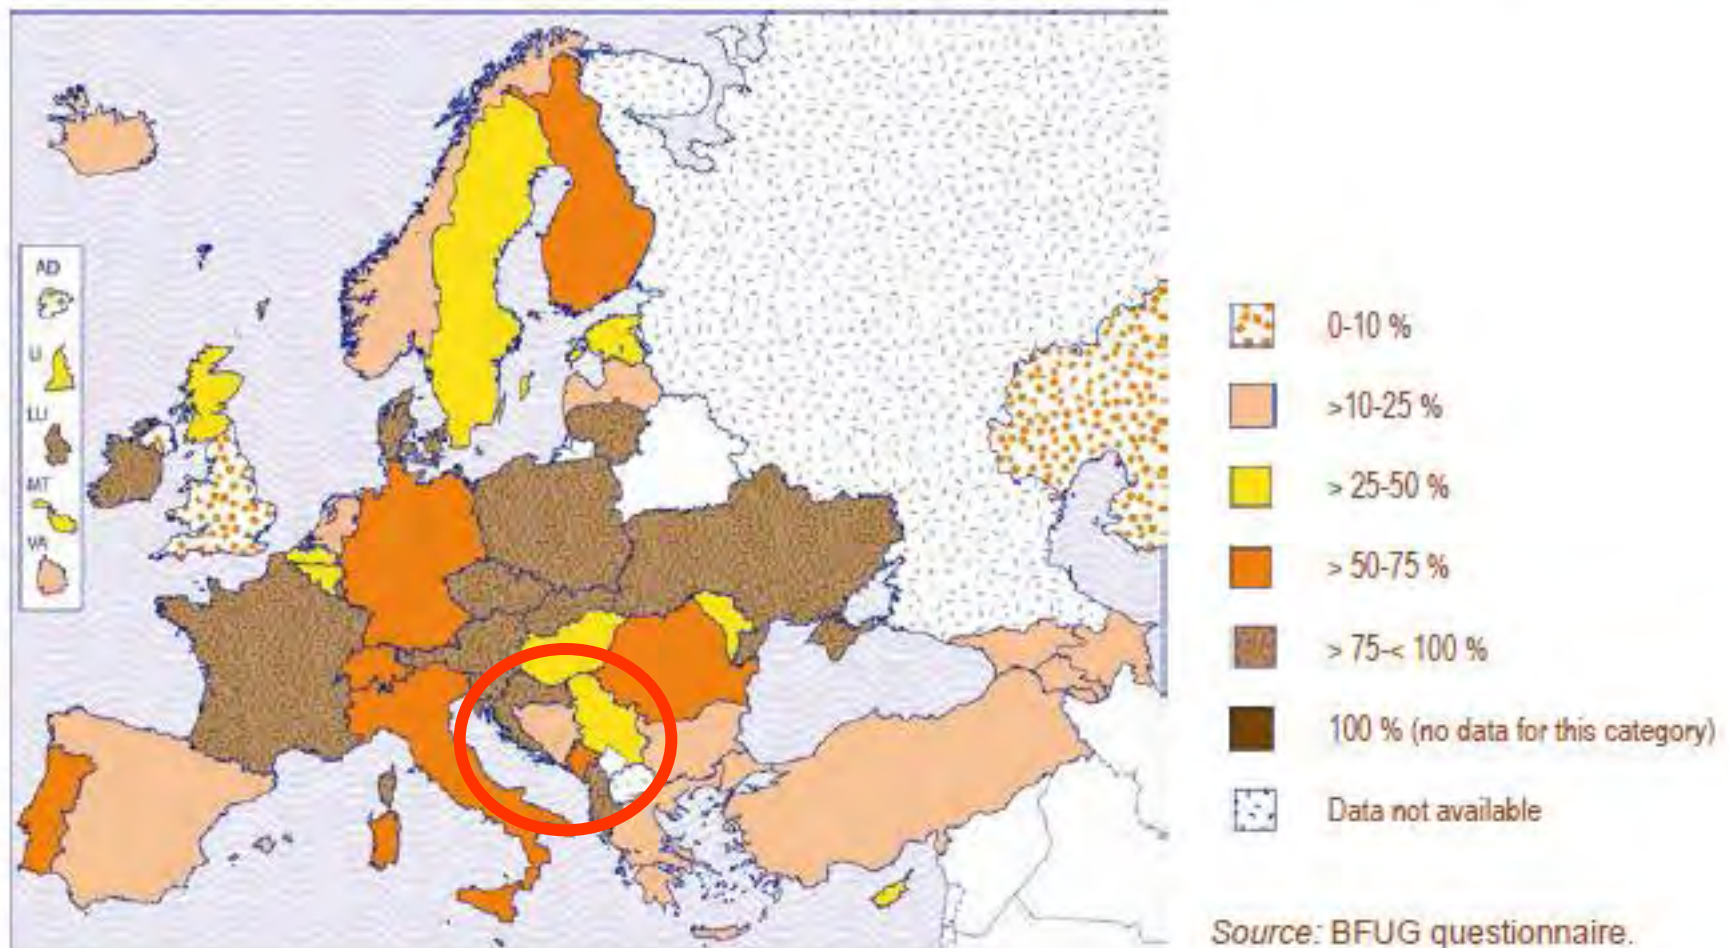 AD
LI
LU
MT
VA
0-10 %
>10-25 %
> 25-50 %
> 50-75 %
> 75-< 100 %
100 % (no data for this category)
Data not available
Source: BFUG questionnaire.